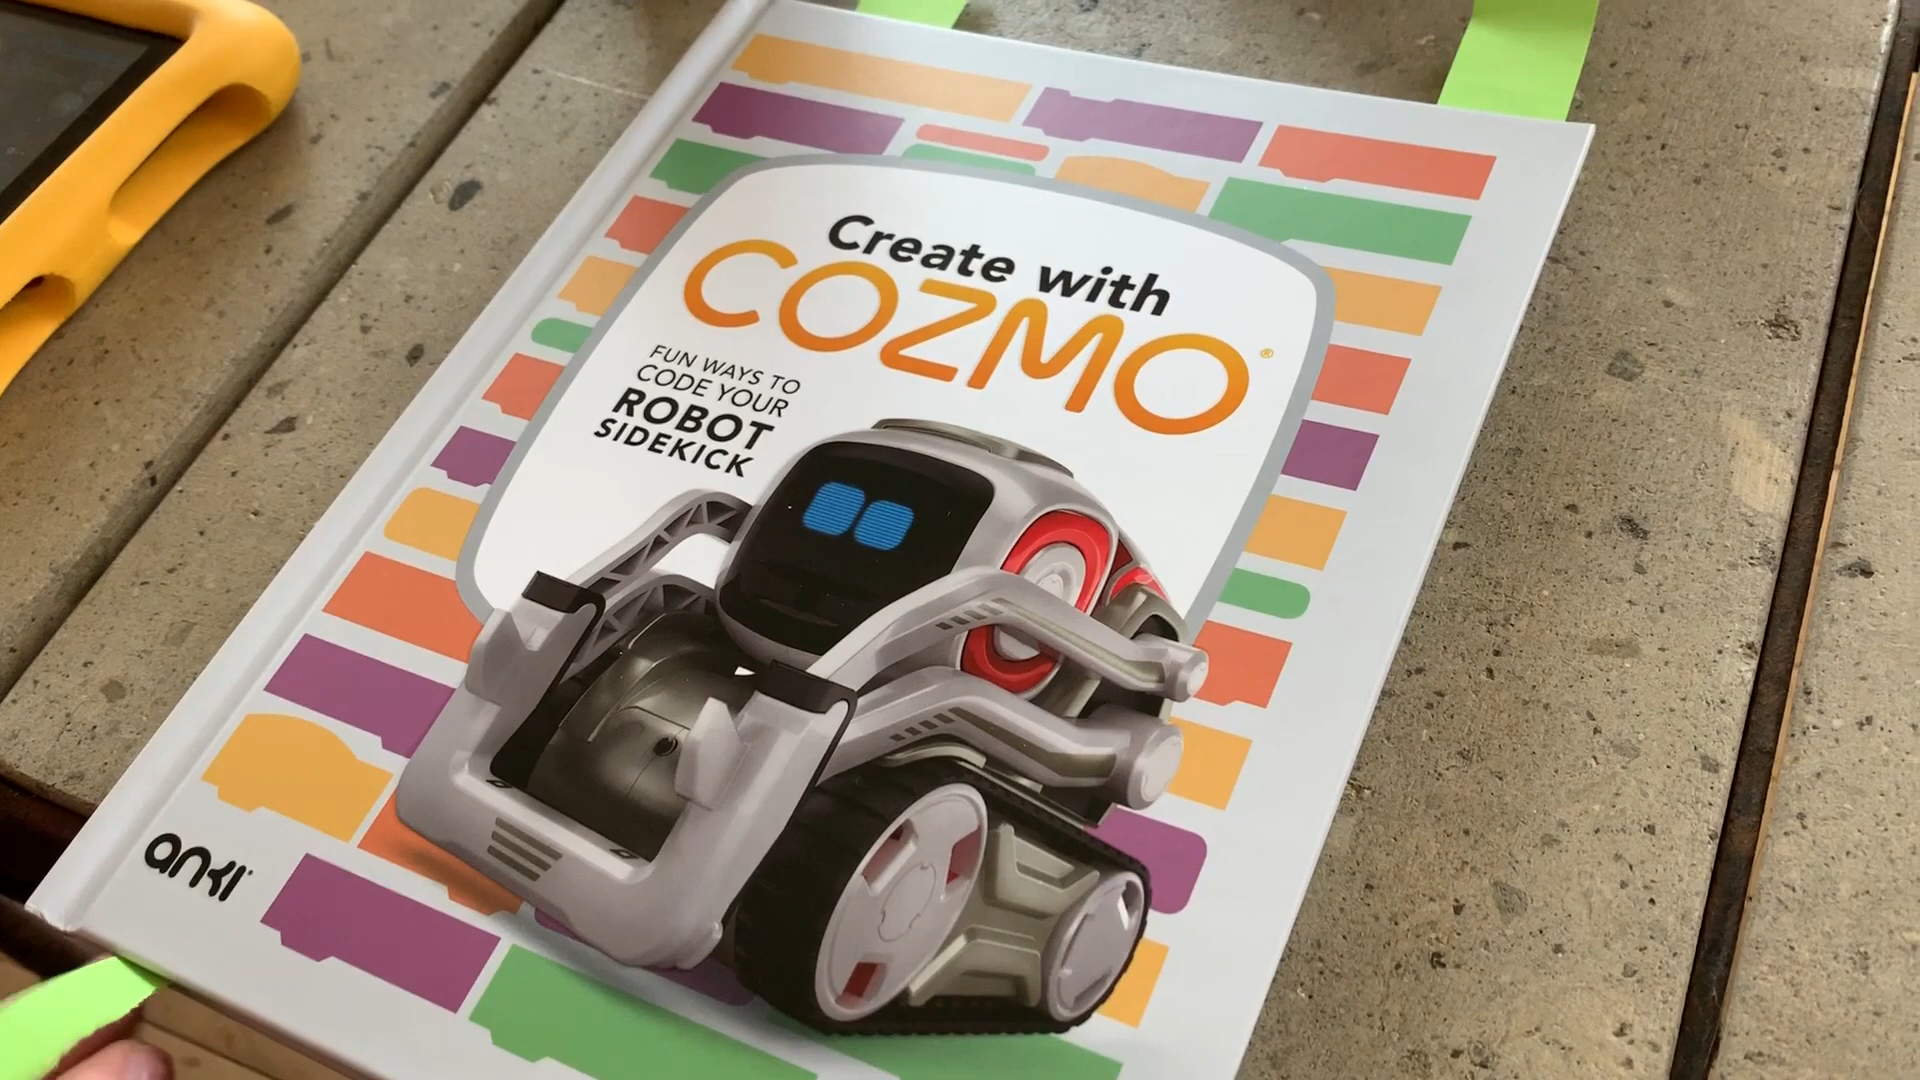 Create with
COZMO®
FUN WAYS TO
CODE YOUR
ROBOT
SIDEKICK
anki